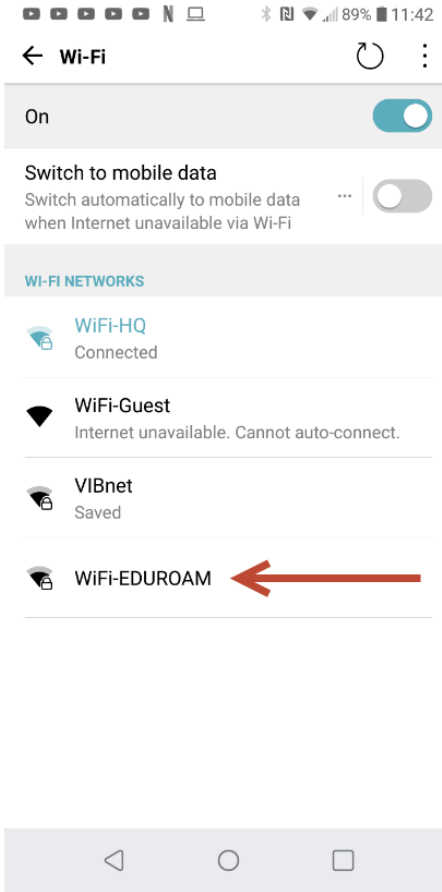 89% 11:42
Wi-Fi
On
Switch to mobile data
Switch automatically to mobile data
when Internet unavailable via Wi-Fi
WI-FI NETWORKS
WiFi-HQ
Connected
WiFi-Guest
Internet unavailable. Cannot auto-connect.
VIBnet
Saved
WiFi-EDUROAM